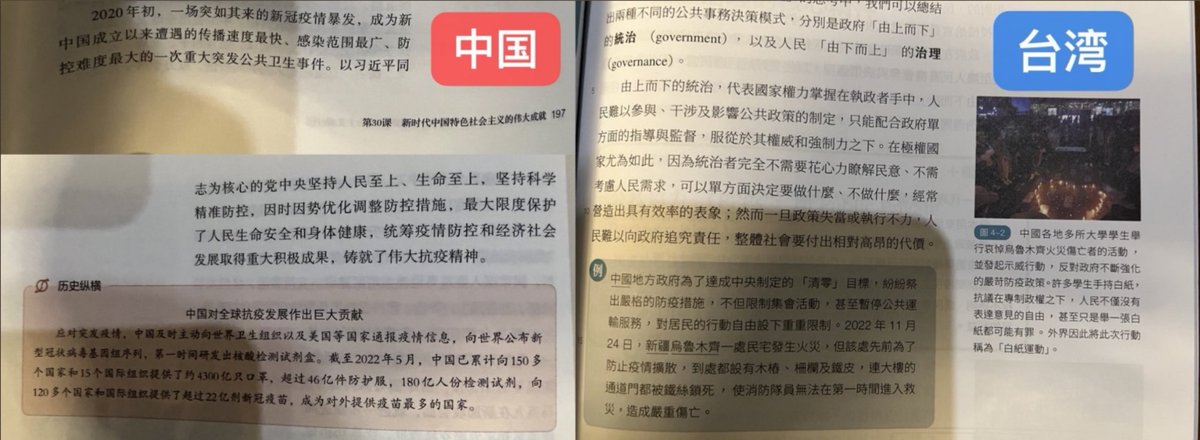 2020年初,一场突如其来的新冠疫情暴发,成为新
中国成立以来遭遇的传播速度最快、感染范围最广、防
控难度最大的一次重大突发公共卫生事件。以习近平同
中国
第30课 新时代中国特色社会主义的伟大成就 197
志为核心的党中央坚持人民至上、生命至上,坚持科学
精准防控,因时因势优化调整防控措施,最大限度保护
了人民生命安全和身体健康,统筹疫情防控和经济社会
发展取得重大积极成果,铸就了伟大抗疫精神。
历史纵横
中国对全球抗疫发展作出巨大贡献
应对突发疫情,中国及时主动向世界卫生组织以及美国等国家通报疫情信息,向世界公布新
型冠状病毒基因组序列,第一时间研发出核酸检测试剂盒。截至2022年5月,中国已累计向150多
个国家和15个国际组织提供了约4300亿只口罩,超过46亿件防护服,180亿人份检测试剂,向
120多个国家和国际组织提供了超过22亿剂新冠疫苗,成为对外提供疫苗最多的国家。
我們可以總結
出兩種不同的公共事務決策模式,分別是政府「由上而下」
的統治(government),以及人民「由下而上」的治理
(governance)。
5
由上而下的統治,代表國家權力掌握在執政者手中,人
民難以參與、干涉及影響公共政策的制定,只能配合政府單
方面的指導與監督,服從於其權威和強制力之下。在極權國
家尤為如此,因為統治者完全不需要花心力瞭解民意、不需
考慮人民需求,可以單方面決定要做什麼、不做什麼,經常
10
營造出具有效率的表象;然而一旦政策失當或執行不力,人
民難以向政府追究責任,整體社會要付出相對高昂的代價。
例
中國地方政府為了達成中央制定的「清零」目標,紛紛祭
出嚴格的防疫措施,不但限制集會活動,甚至暫停公共運
輸服務,對居民的行動自由設下重重限制。2022年11月
24日,新疆烏魯木齊一處民宅發生火災,但該處先前為了
防止疫情擴散,到處都設有木樁、柵欄及鐵皮,連大樓的
通道門都被鐵絲鎖死,使消防隊員無法在第一時間進入救
災,造成嚴重傷亡。
台湾
圖4-2 中國各地多所大學學生舉
行哀悼烏魯木齊火災傷亡者的活動,
並發起示威行動,反對政府不斷強化
的嚴苛防疫政策。許多學生手持白紙,
抗議在專制政權之下,人民不僅沒有
表達意見的自由,甚至只是舉一張白
紙都可能有罪。外界因此將此次行動
稱為「白紙運動」。